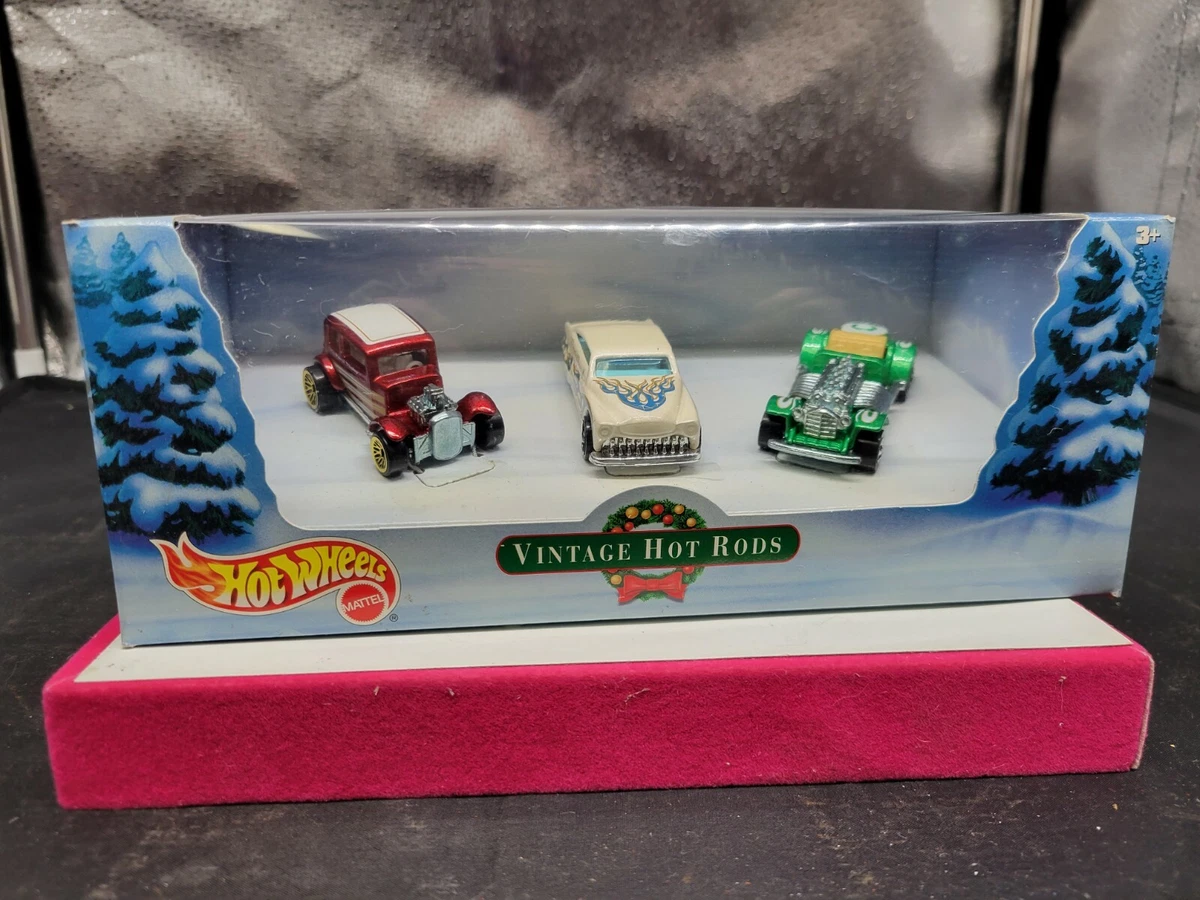 3+
HOT WHEELS
MATTEL
®
VINTAGE HOT RODS